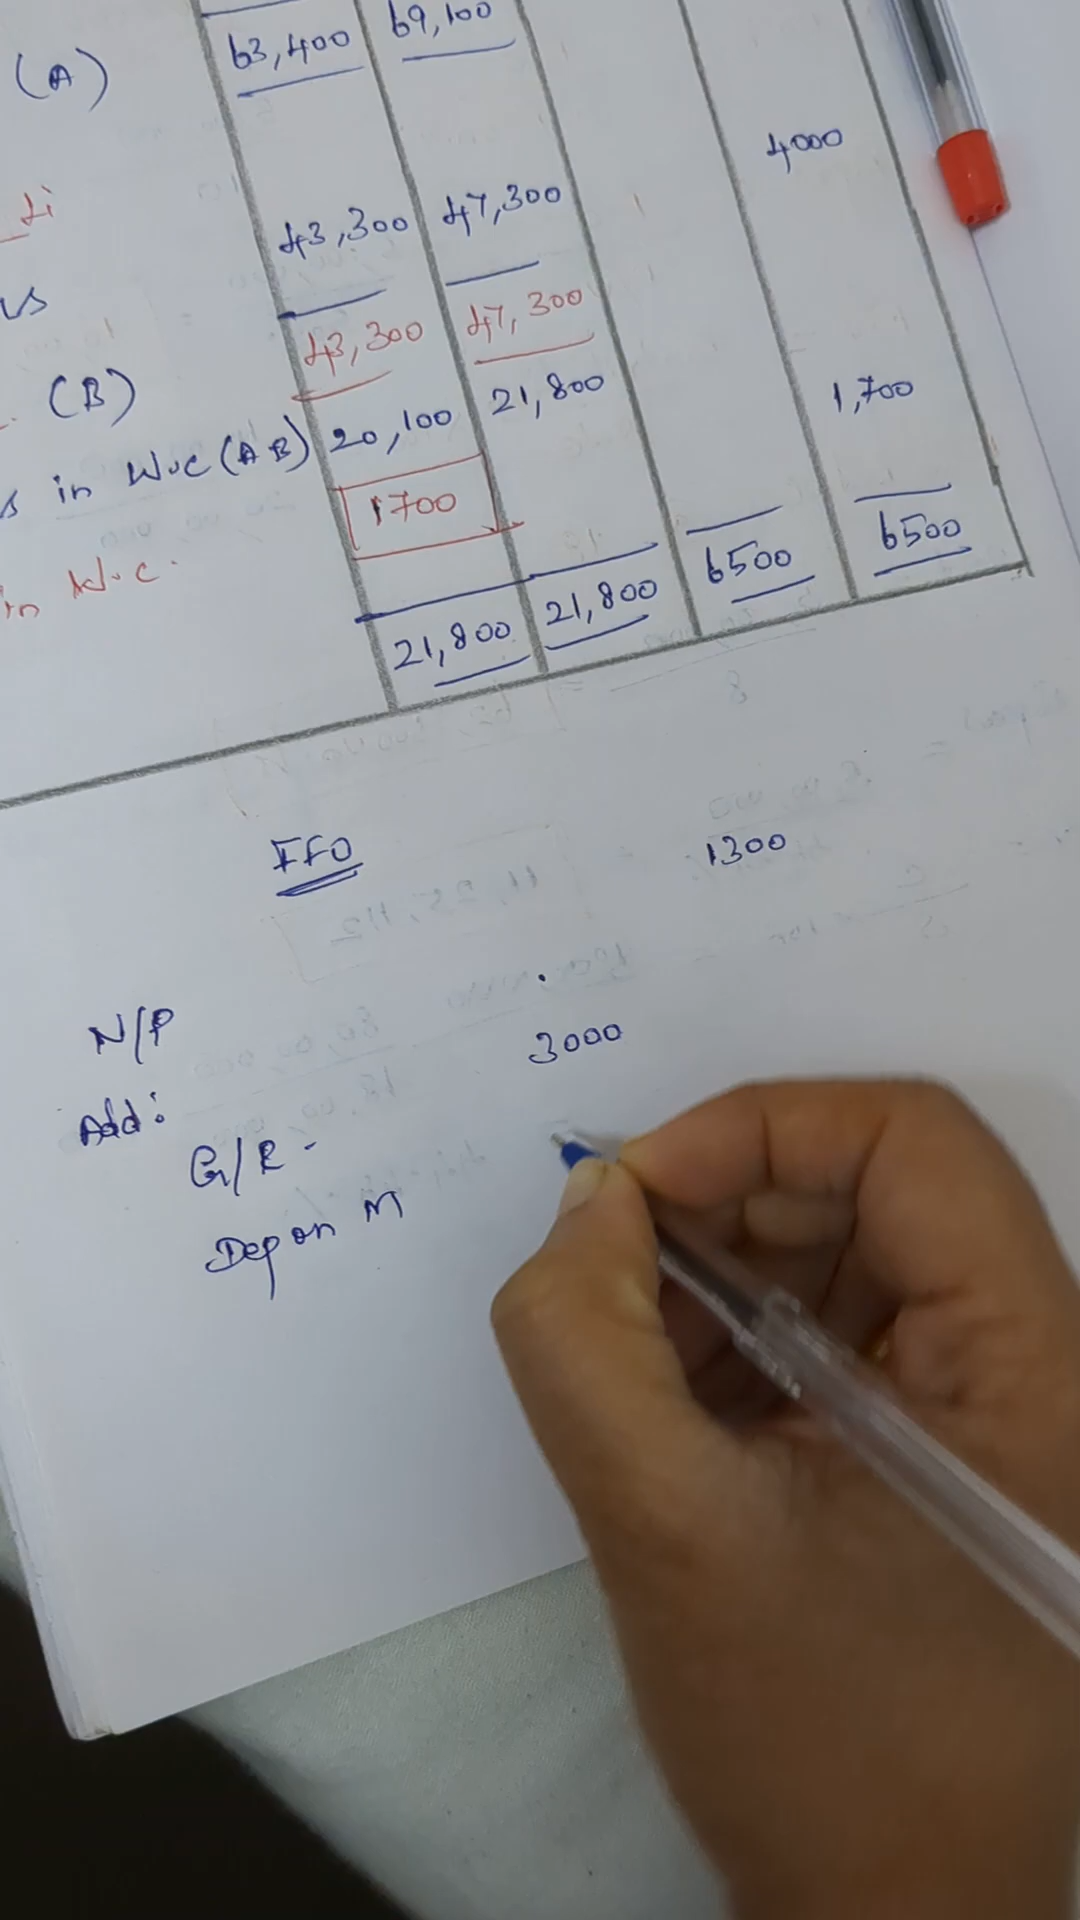 63,400 69,100
(A)
4000
43,300 47,300
43,300 47,300
(B)
20,100 21,800 1,700
in W.C (A-B)
1700
in W.C.
6500 6500
21,800 21,800
FFO
1300
N/P
3000
Add:
G/R -
Dep on M